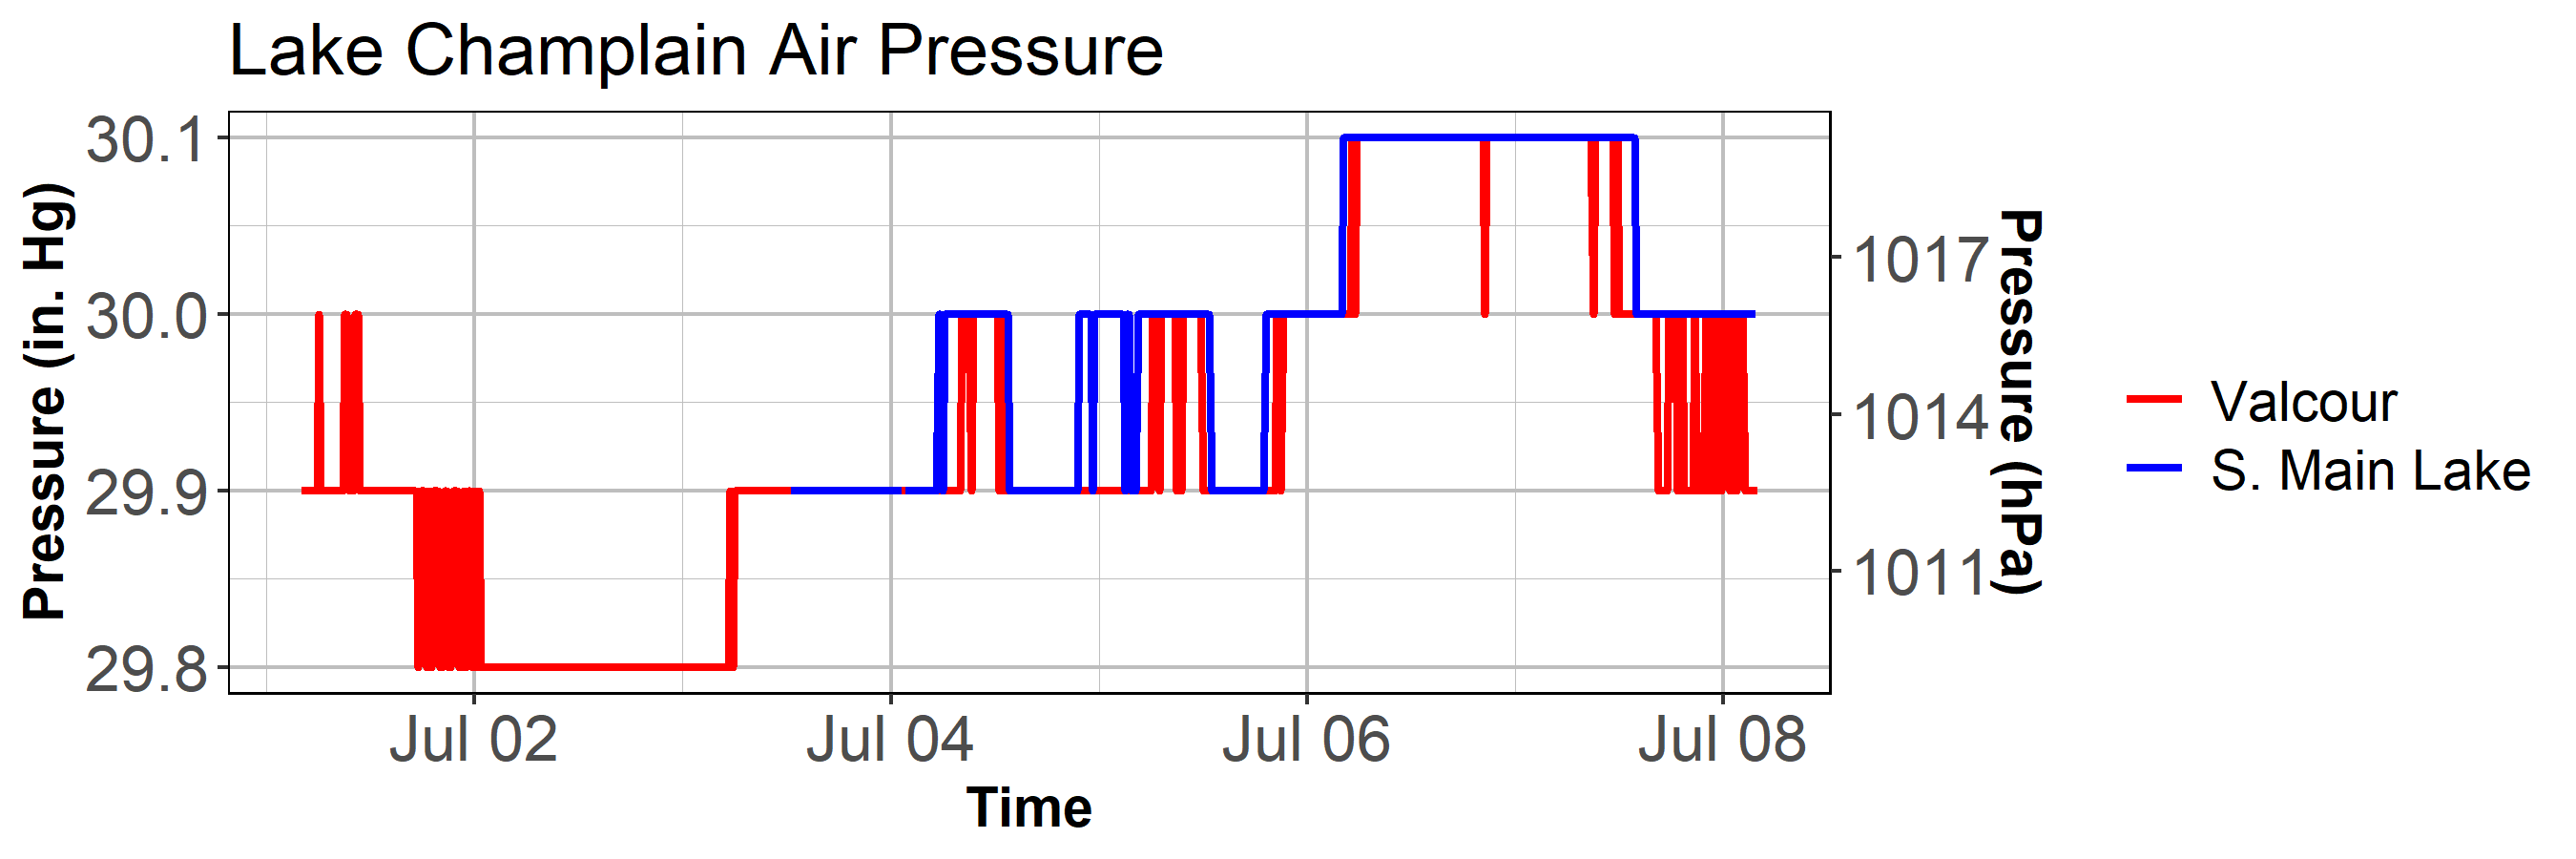 Lake Champlain Air Pressure
Pressure (in. Hg)
30.1
30.0
29.9
29.8
1017
1014
1011
Pressure (hPa)
Jul 02
Jul 04
Jul 06
Jul 08
Time
Valcour
S. Main Lake